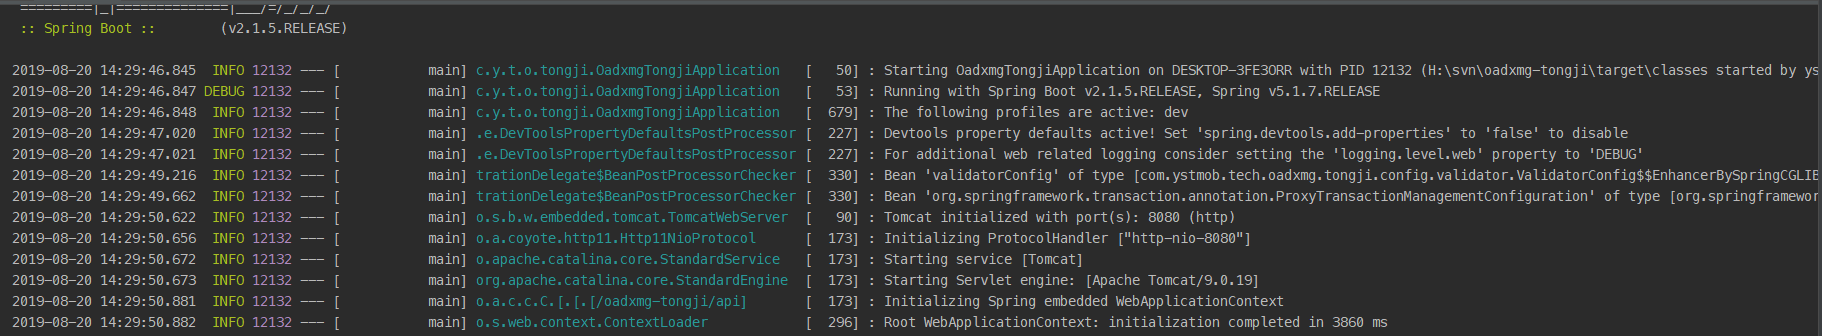 =========|_|==============|___/=/_/_/_/
:: Spring Boot ::        (v2.1.5.RELEASE)
2019-08-20 14:29:46.845  INFO 12132 --- [           main] c.y.t.o.tongji.OadxmgTongjiApplication   [   50] : Starting OadxmgTongjiApplication on DESKTOP-3FE3ORR with PID 12132 (H:\svn\oadxmg-tongji\target\classes started by ys
2019-08-20 14:29:46.847 DEBUG 12132 --- [           main] c.y.t.o.tongji.OadxmgTongjiApplication   [   53] : Running with Spring Boot v2.1.5.RELEASE, Spring v5.1.7.RELEASE
2019-08-20 14:29:46.848  INFO 12132 --- [           main] c.y.t.o.tongji.OadxmgTongjiApplication   [  679] : The following profiles are active: dev
2019-08-20 14:29:47.020  INFO 12132 --- [           main] .e.DevToolsPropertyDefaultsPostProcessor [  227] : Devtools property defaults active! Set 'spring.devtools.add-properties' to 'false' to disable
2019-08-20 14:29:47.021  INFO 12132 --- [           main] .e.DevToolsPropertyDefaultsPostProcessor [  227] : For additional web related logging consider setting the 'logging.level.web' property to 'DEBUG'
2019-08-20 14:29:49.216  INFO 12132 --- [           main] trationDelegate$BeanPostProcessorChecker [  330] : Bean 'validatorConfig' of type [com.ystmob.tech.oadxmg.tongji.config.validator.ValidatorConfig$$EnhancerBySpringCGLIB
2019-08-20 14:29:49.662  INFO 12132 --- [           main] trationDelegate$BeanPostProcessorChecker [  330] : Bean 'org.springframework.transaction.annotation.ProxyTransactionManagementConfiguration' of type [org.springframewor
2019-08-20 14:29:50.622  INFO 12132 --- [           main] o.s.b.w.embedded.tomcat.TomcatWebServer  [   90] : Tomcat initialized with port(s): 8080 (http)
2019-08-20 14:29:50.656  INFO 12132 --- [           main] o.a.coyote.http11.Http11NioProtocol      [  173] : Initializing ProtocolHandler ["http-nio-8080"]
2019-08-20 14:29:50.672  INFO 12132 --- [           main] o.apache.catalina.core.StandardService   [  173] : Starting service [Tomcat]
2019-08-20 14:29:50.673  INFO 12132 --- [           main] org.apache.catalina.core.StandardEngine  [  173] : Starting Servlet engine: [Apache Tomcat/9.0.19]
2019-08-20 14:29:50.881  INFO 12132 --- [           main] o.a.c.c.C.[.[.[/oadxmg-tongji/api]       [  173] : Initializing Spring embedded WebApplicationContext
2019-08-20 14:29:50.882  INFO 12132 --- [           main] o.s.web.context.ContextLoader            [  296] : Root WebApplicationContext: initialization completed in 3860 ms